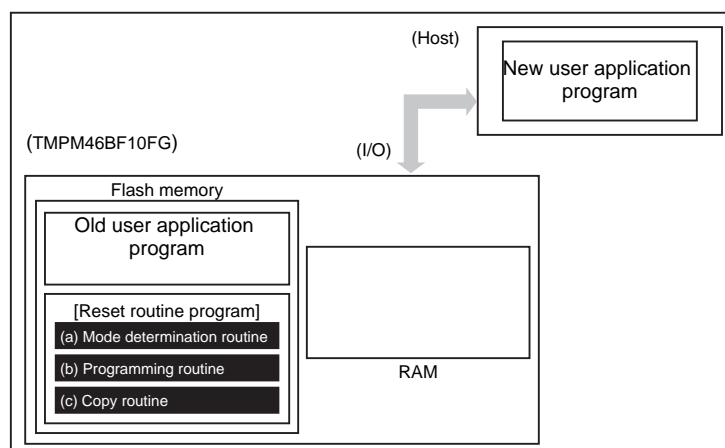 (Host)
New user application
program
(TMPM46BF10FG)
(I/O)
Flash memory
Old user application
program
[Reset routine program]
(a) Mode determination routine
(b) Programming routine
(c) Copy routine
RAM